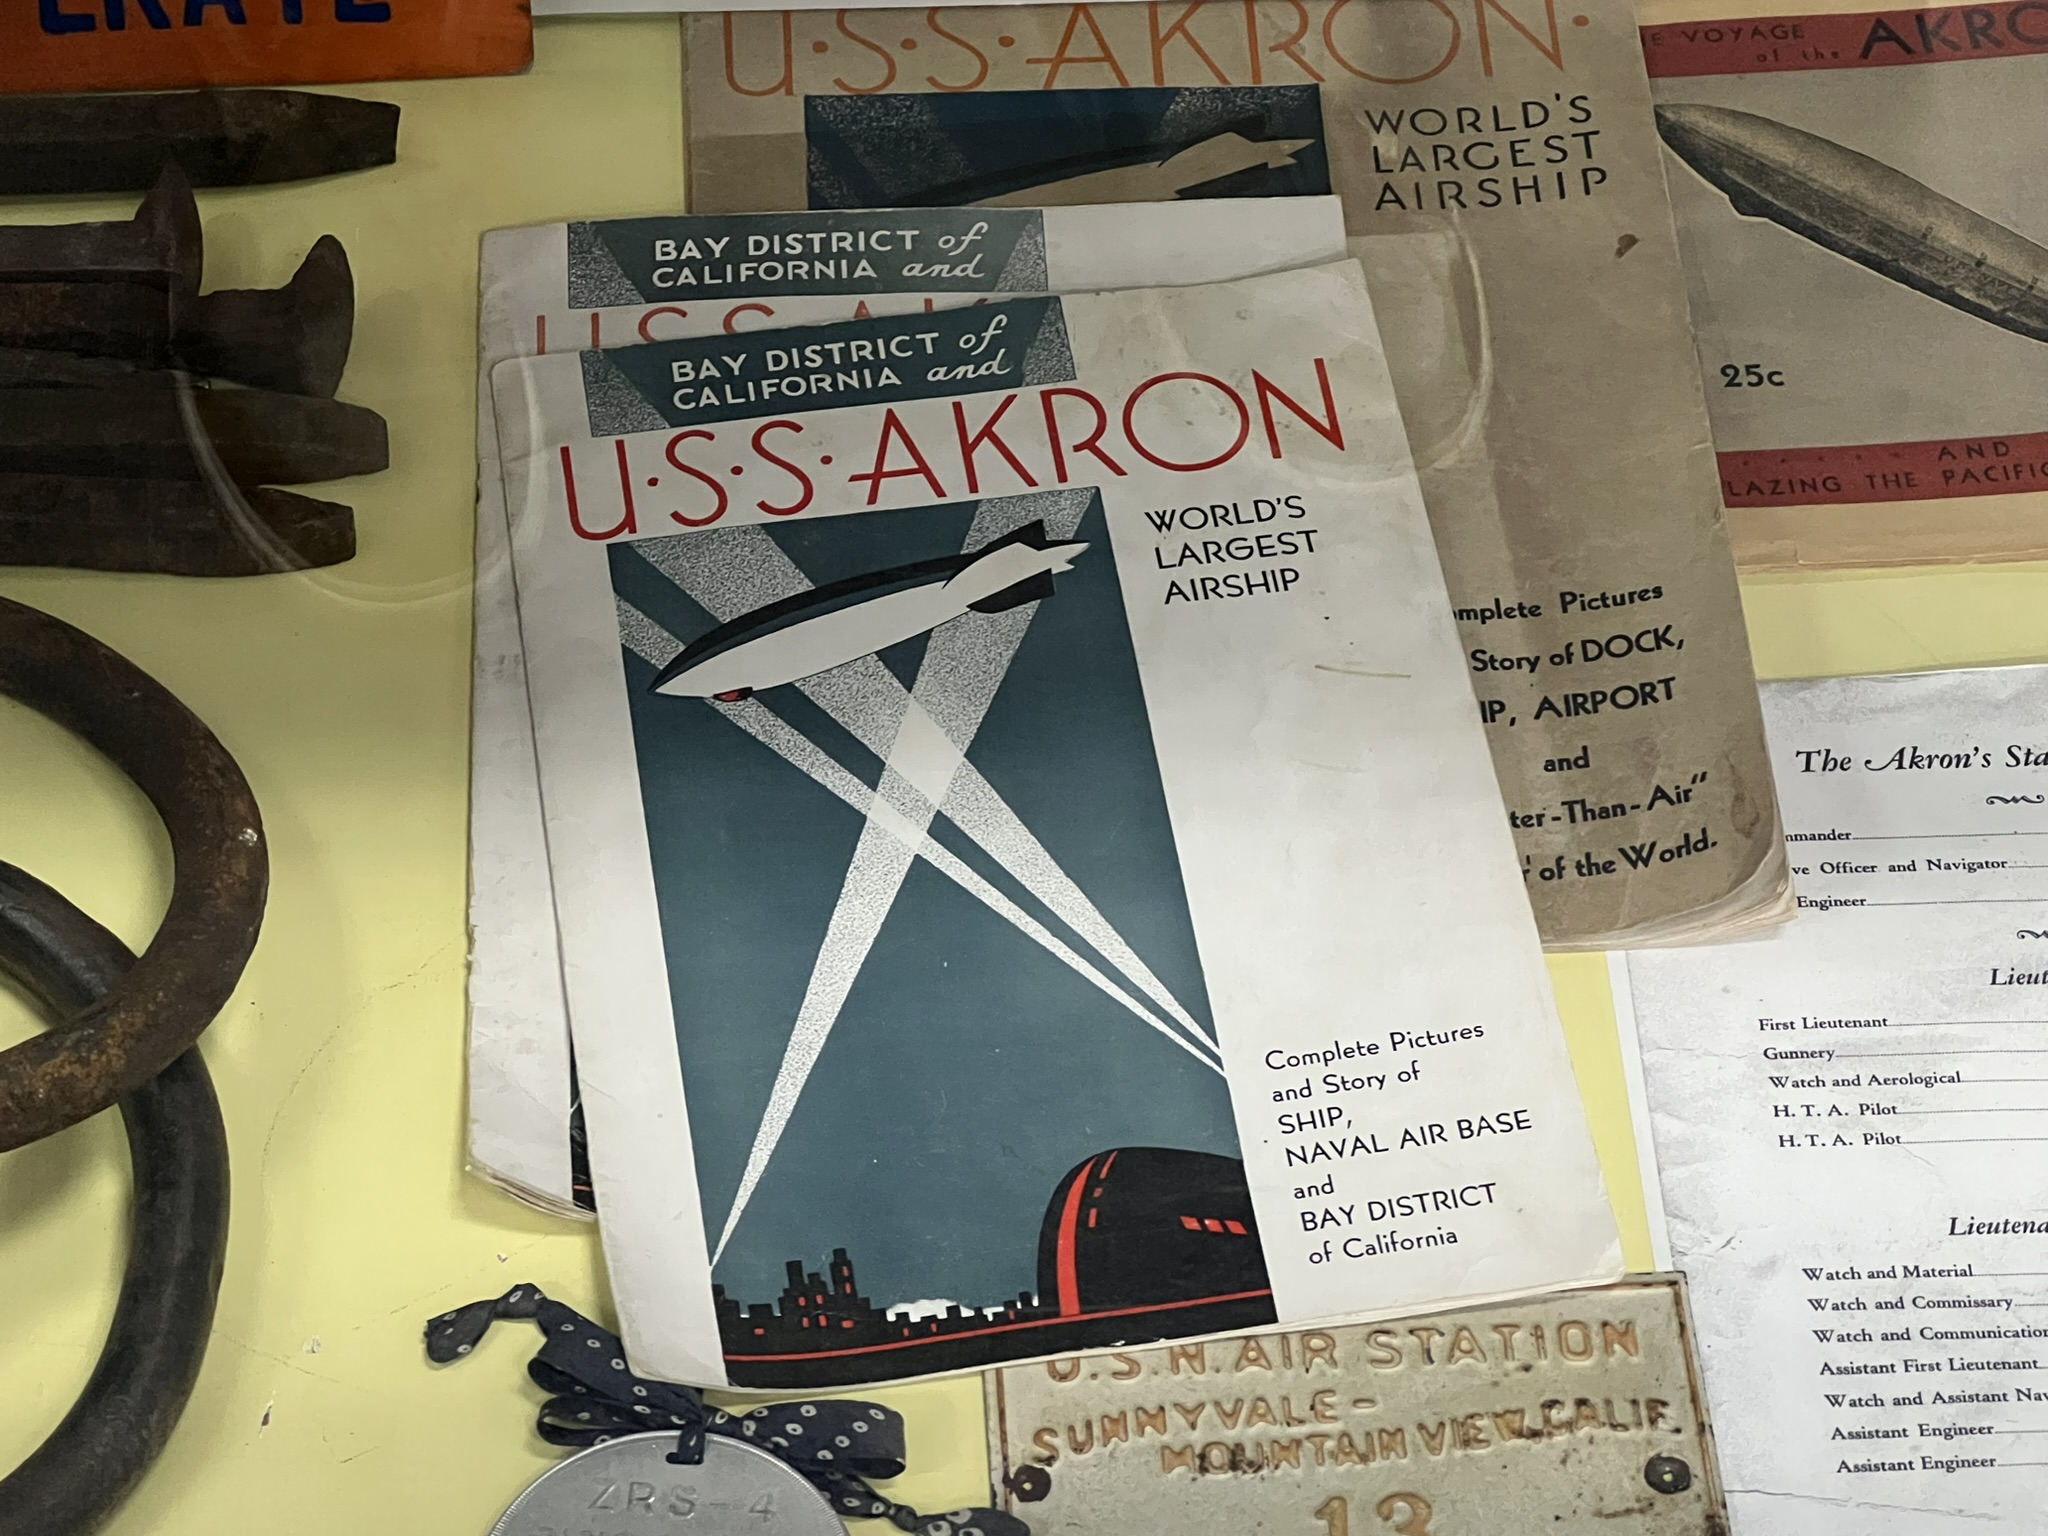 U·S·S·AKRON·
WORLD'S
LARGEST
AIRSHIP
VOYAGE
of the AKRO
25c
AND
LAZING THE PACIFIC
BAY DISTRICT of
CALIFORNIA and
BAY DISTRICT of
CALIFORNIA and
U·S·S·AKRON
WORLD'S
LARGEST
AIRSHIP
Complete Pictures
and Story of
SHIP,
NAVAL AIR BASE
and
BAY DISTRICT
of California
mplete Pictures
Story of DOCK,
IP, AIRPORT
and
ter-Than-Air"
of the World.
The Akron's Sta
mmander
ve Officer and Navigator
Engineer
Lieut
First Lieutenant
Gunnery
Watch and Aerological
H. T. A. Pilot
H. T. A. Pilot
Lieutena
Watch and Material
Watch and Commissary
Watch and Communication
Assistant First Lieutenant
Watch and Assistant Nav
Assistant Engineer
Assistant Engineer
U.S.N. AIR STATION
SUNNYVALE-
MOUNTAIN VIEW, CALIF
13
ZRS-4